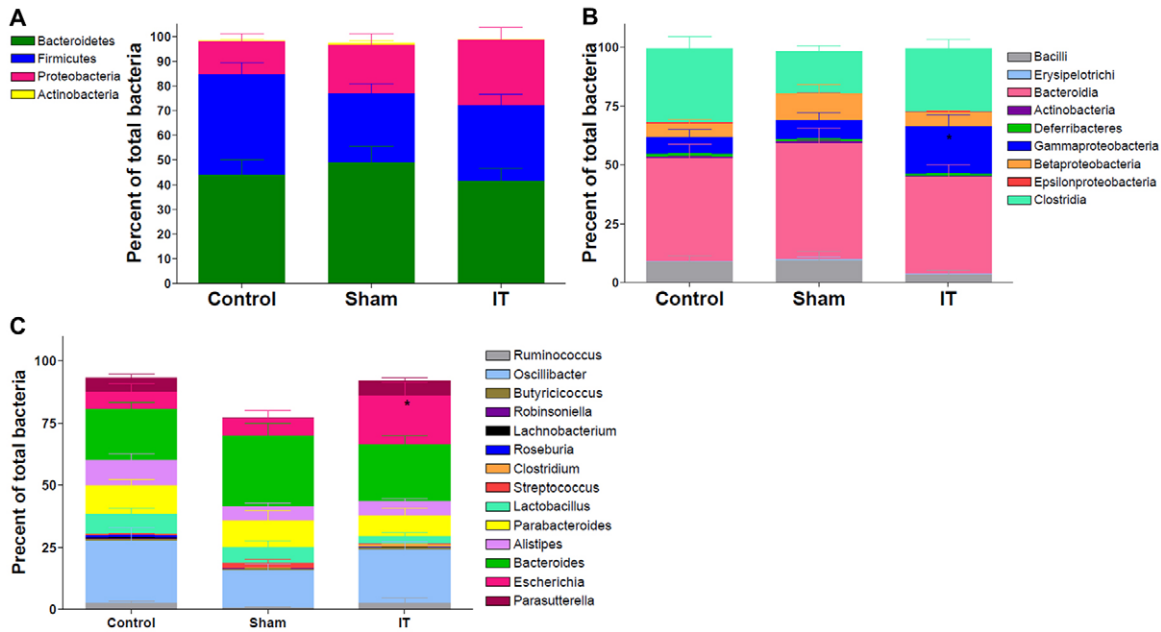 A
Bacteroidetes
Firmicutes
Proteobacteria
Actinobacteria
Percent of total bacteria
100
90
80
70
60
50
40
30
20
10
0
Control Sham IT
B
Precent of total bacteria
100
75
50
25
0
*
Control Sham IT
Bacilli
Erysipelotrichi
Bacteroidia
Actinobacteria
Deferribacteres
Gammaproteobacteria
Betaproteobacteria
Epsilonproteobacteria
Clostridia
C
Precent of total bacteria
100
75
50
25
0
*
Control Sham IT
Ruminococcus
Oscillibacter
Butyricicoccus
Robinsoniella
Lachnobacterium
Roseburia
Clostridium
Streptococcus
Lactobacillus
Parabacteroides
Alistipes
Bacteroides
Escherichia
Parasutterella